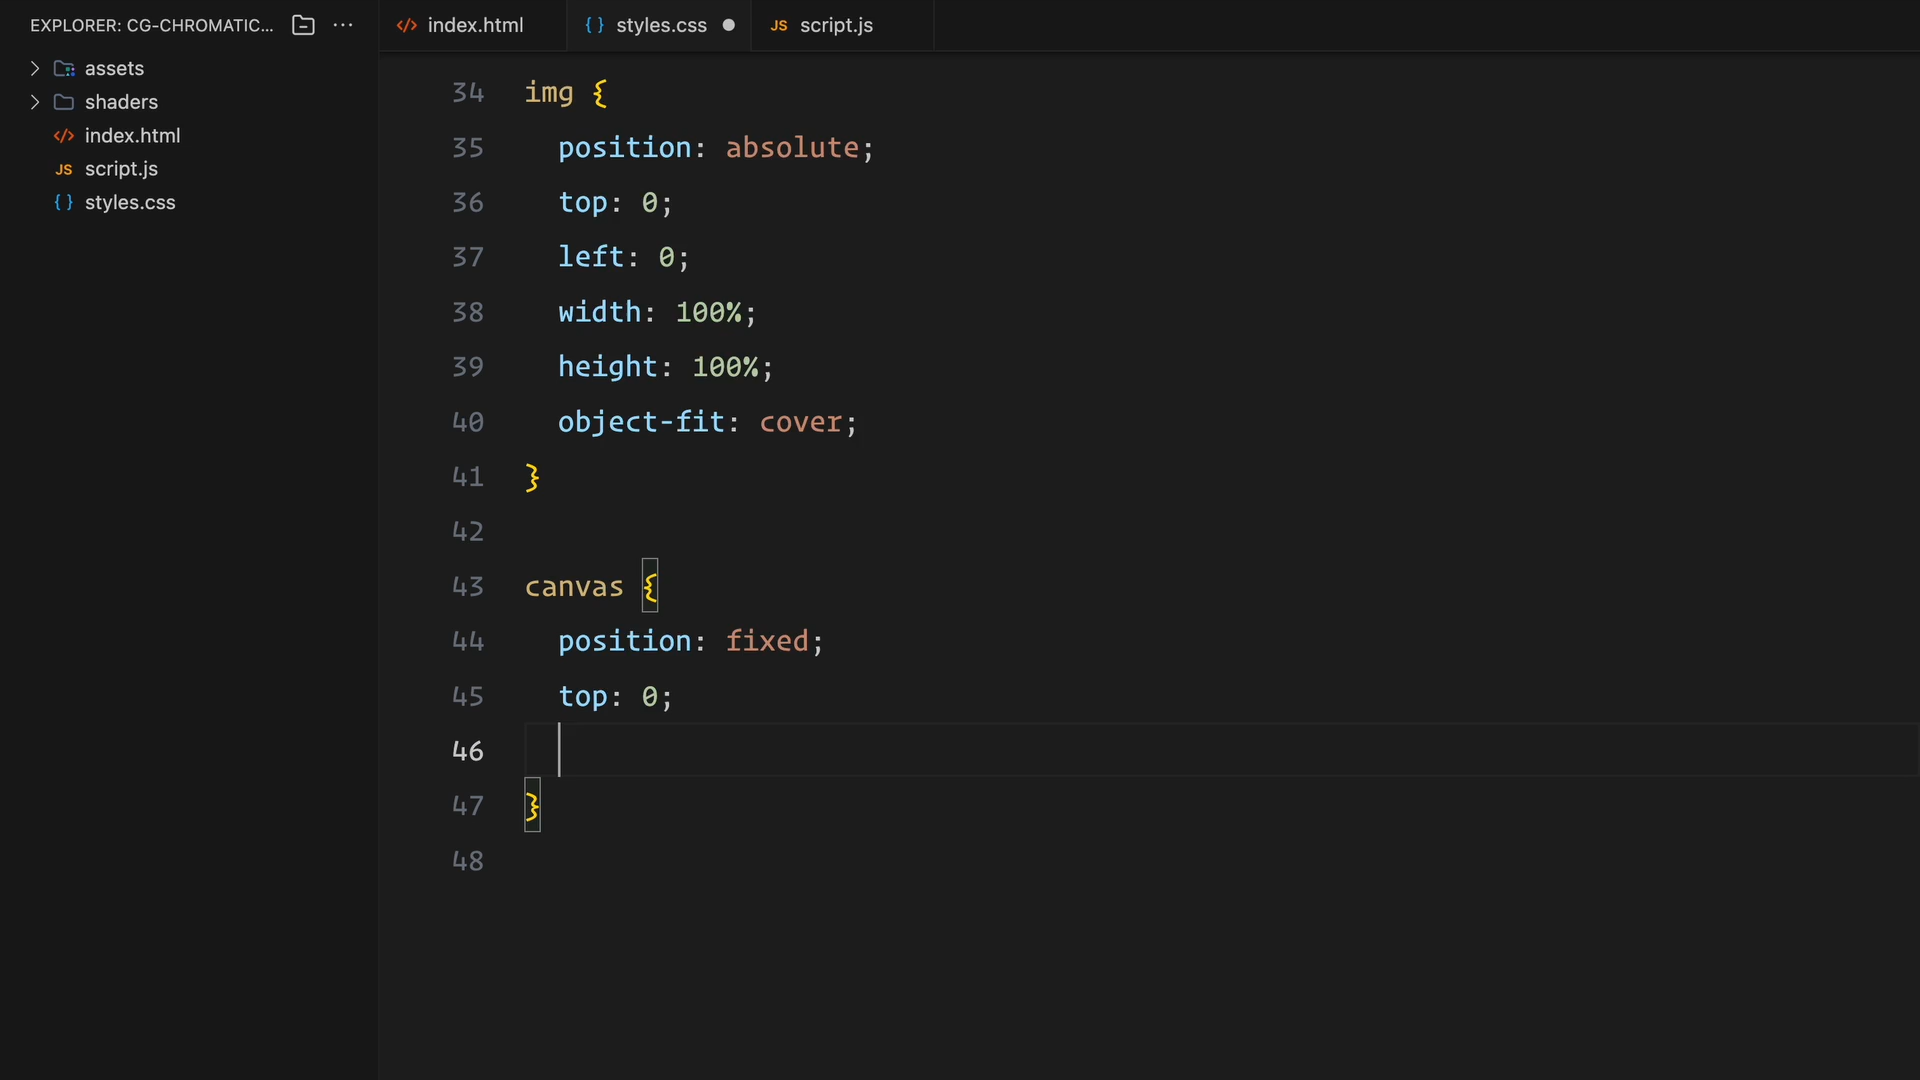 EXPLORER: CG-CHROMATIC...
assets
shaders
index.html
JS script.js
styles.css
index.html
styles.css
JS script.js
34 img {
35 position: absolute;
36 top: 0;
37 left: 0;
38 width: 100%;
39 height: 100%;
40 object-fit: cover;
41 }
42
43 canvas {
44 position: fixed;
45 top: 0;
46
47 }
48